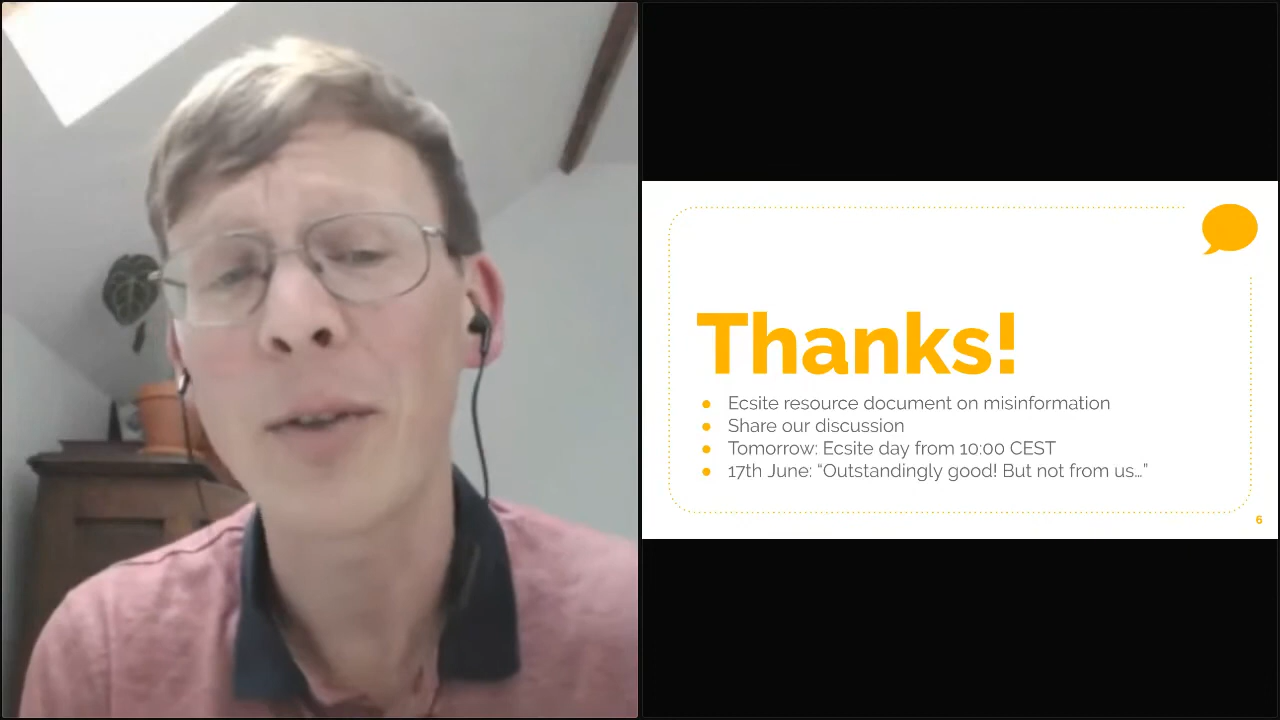 Thanks!
● Ecsite resource document on misinformation
● Share our discussion
● Tomorrow: Ecsite day from 10:00 CEST
● 17th June: “Outstandingly good! But not from us…”
6